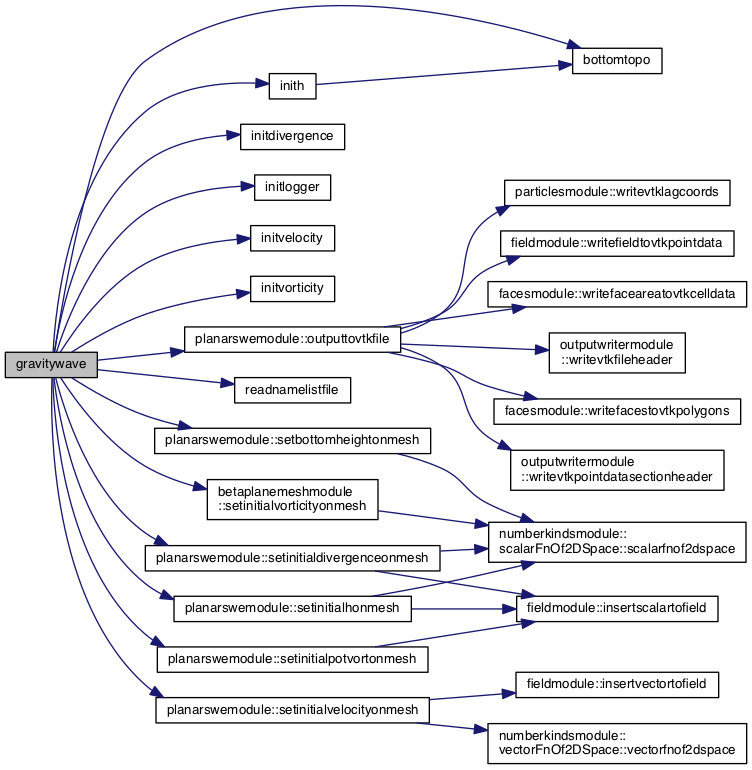 gravitywave
bottomtopo
inith
initdivergence
initlogger
initvelocity
initvorticity
planarswemodule::outputtovtkfile
readnamelistfile
planarswemodule::setbottomheightonmesh
betaplanemeshmodule
::setinitialvorticityonmesh
planarswemodule::setinitialdivergenceonmesh
planarswemodule::setinitialhonmesh
planarswemodule::setinitialpotvortonmesh
planarswemodule::setinitialvelocityonmesh
particlesmodule::writevtklagcoords
fieldmodule::writefieldtovtkpointdata
facesmodule::writefaceareatovtkcelldata
outputwritermodule
::writevtkfileheader
facesmodule::writefacestovtkpolygons
outputwritermodule
::writevtkpointdatasectionheader
numberkindsmodule::
scalarFnOf2DSpace::scalarfnof2dspace
fieldmodule::insertscalartofield
fieldmodule::insertvectortofield
numberkindsmodule::
vectorFnOf2DSpace::vectorfnof2dspace